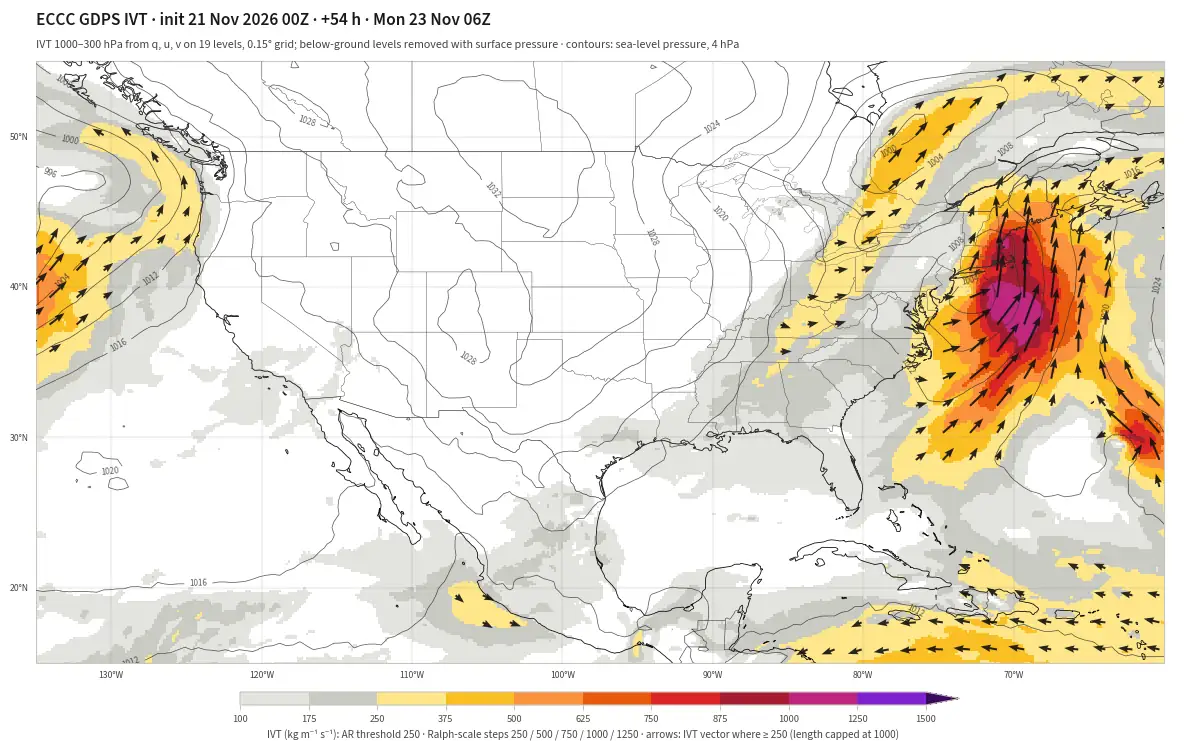 ECCC GDPS IVT · init 21 Nov 2026 00Z · +54 h · Mon 23 Nov 06Z
IVT 1000–300 hPa from q, u, v on 19 levels, 0.15° grid; below-ground levels removed with surface pressure · contours: sea-level pressure, 4 hPa
1028
1024
50°N
1000
1000
1008
1004
996
1016
1032
1020
1028
1008
1012
1004
40°N
1024
1020
1016
1028
30°N
1020
1016
20°N
1012
1012
130°W
120°W
110°W
100°W
90°W
80°W
70°W
100
175
250
375
500
625
750
875
1000
1250
1500
IVT (kg m⁻¹ s⁻¹): AR threshold 250 · Ralph-scale steps 250 / 500 / 750 / 1000 / 1250 · arrows: IVT vector where ≥ 250 (length capped at 1000)